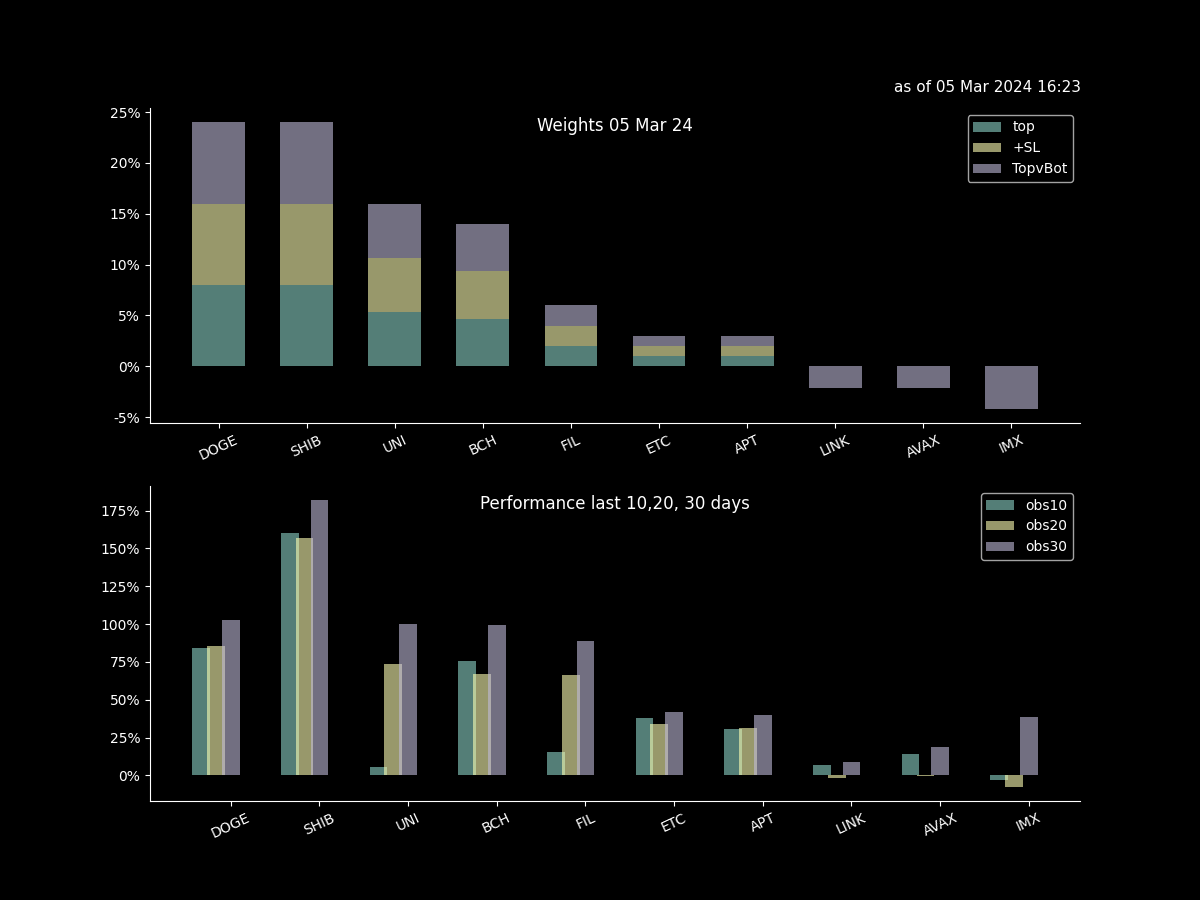 as of 05 Mar 2024 16:23
Weights 05 Mar 24
top
+SL
TopvBot
25%
20%
15%
10%
5%
0%
-5%
DOGE SHIB UNI BCH FIL ETC APT LINK AVAX IMX
Performance last 10,20, 30 days
obs10
obs20
obs30
175%
150%
125%
100%
75%
50%
25%
0%
DOGE SHIB UNI BCH FIL ETC APT LINK AVAX IMX